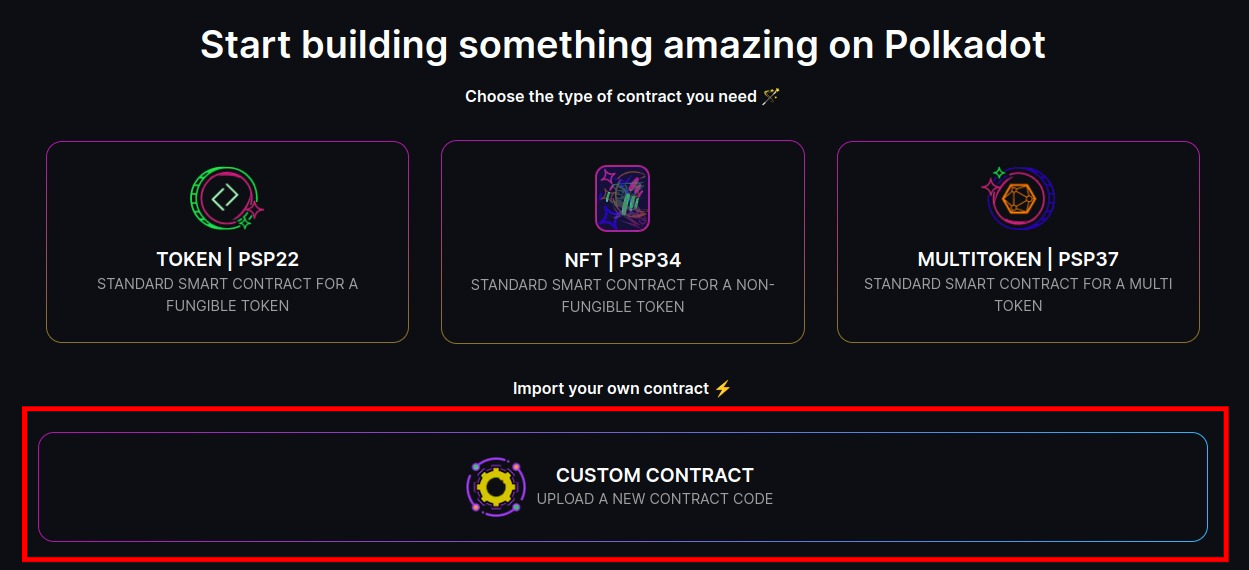 Start building something amazing on Polkadot
Choose the type of contract you need 🪄
TOKEN | PSP22
STANDARD SMART CONTRACT FOR A
FUNGIBLE TOKEN
NFT | PSP34
STANDARD SMART CONTRACT FOR A NON-
FUNGIBLE TOKEN
MULTITOKEN | PSP37
STANDARD SMART CONTRACT FOR A MULTI
TOKEN
Import your own contract ⚡
CUSTOM CONTRACT
UPLOAD A NEW CONTRACT CODE